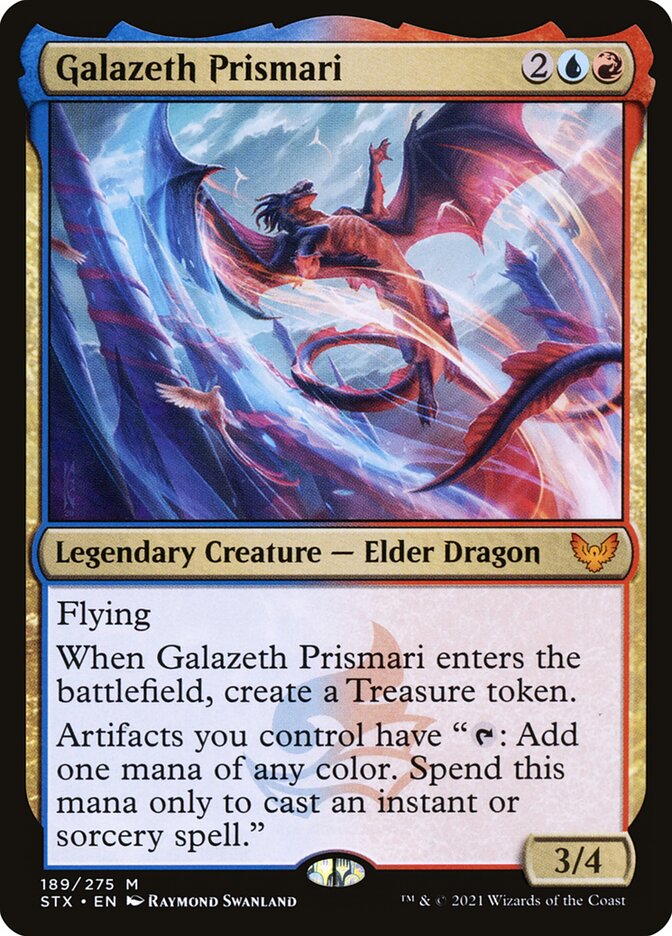 Galazeth Prismari 2
Legendary Creature — Elder Dragon
Flying
When Galazeth Prismari enters the
battlefield, create a Treasure token.
Artifacts you control have “ : Add
one mana of any color. Spend this
mana only to cast an instant or
sorcery spell.”
3/4
189/275 M
STX • EN Raymond Swanland
™ & © 2021 Wizards of the Coast